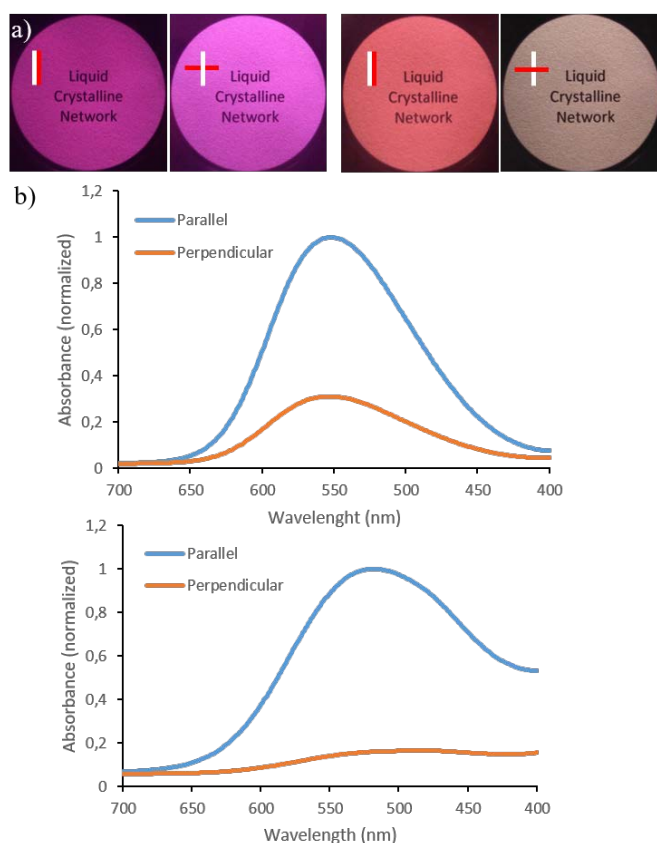 a)
Liquid
Crystalline
Network
Liquid
Crystalline
Network
Liquid
Crystalline
Network
Liquid
Crystalline
Network
b)
1,2
1
0,8
0,6
0,4
0,2
0
Absorbance (normalized)
Parallel
Perpendicular
700 650 600 550 500 450 400
Wavelenght (nm)
1,2
1
0,8
0,6
0,4
0,2
0
Absorbance (normalized)
Parallel
Perpendicular
700 650 600 550 500 450 400
Wavelength (nm)